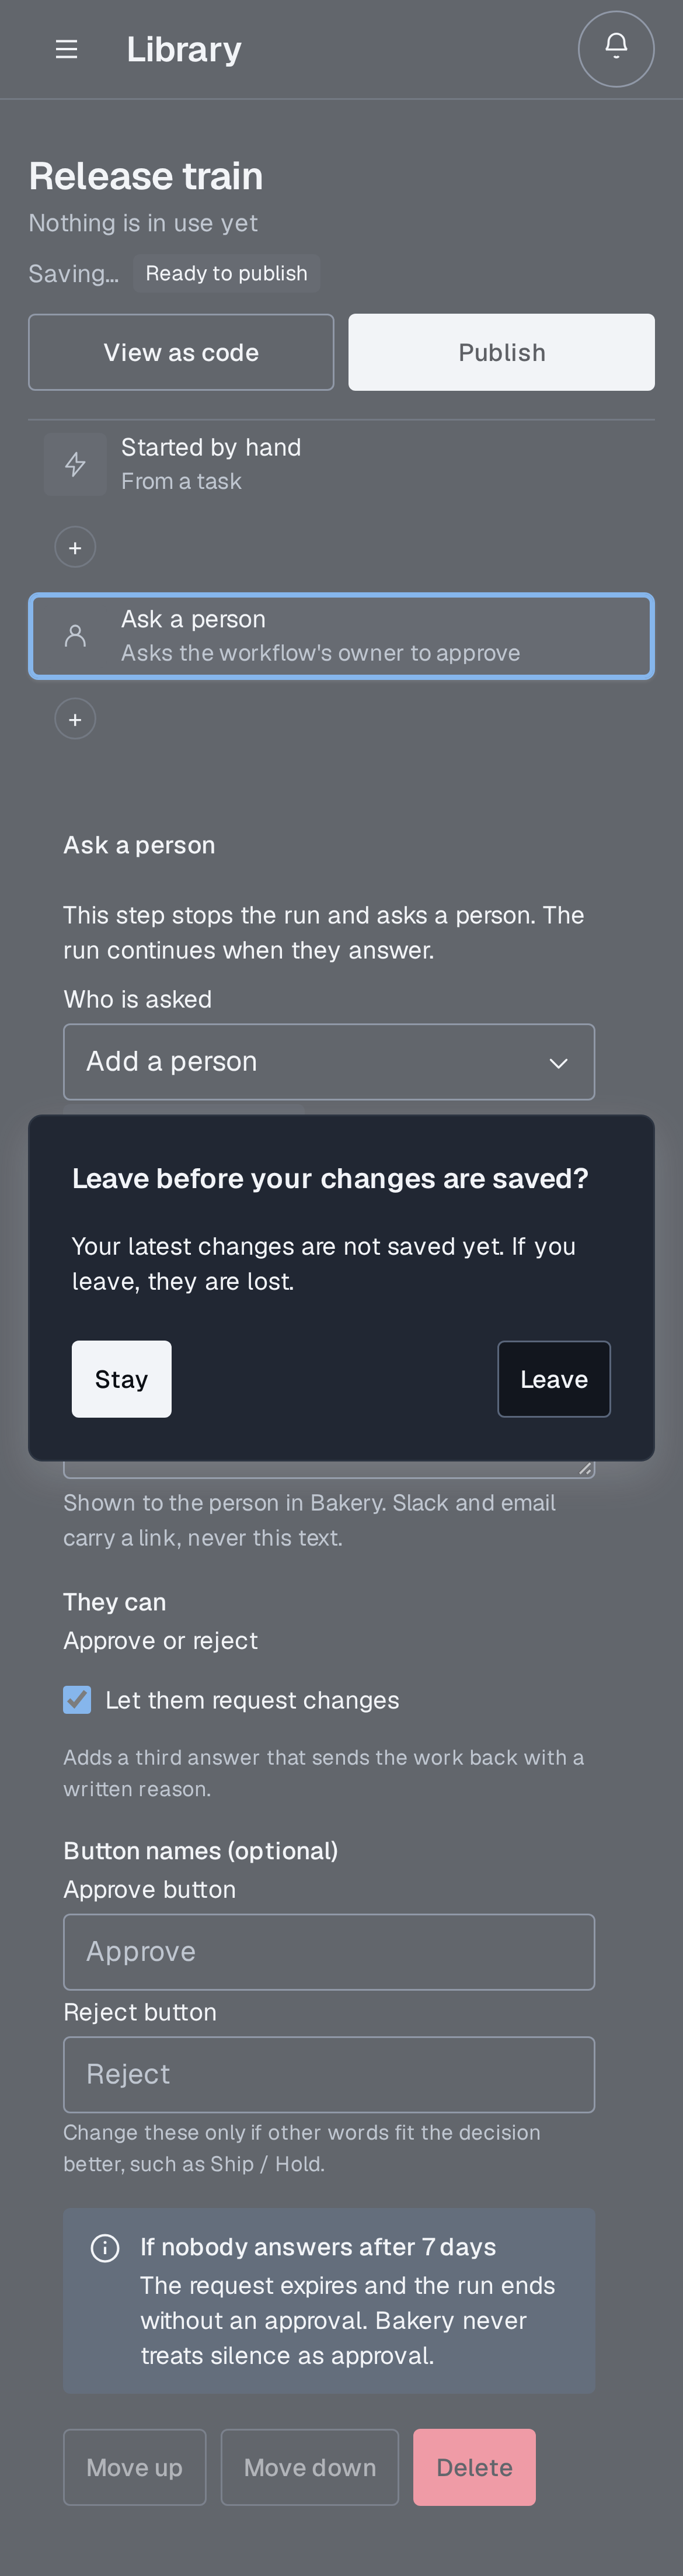 Library
Release train
Nothing is in use yet
Saving...
Ready to publish
View as code
Publish
Started by hand
From a task
+
Ask a person
Asks the workflow's owner to approve
+
Ask a person
This step stops the run and asks a person. The
run continues when they answer.
Who is asked
Add a person
Leave before your changes are saved?
Your latest changes are not saved yet. If you
leave, they are lost.
Stay
Leave
Shown to the person in Bakery. Slack and email
carry a link, never this text.
They can
Approve or reject
Let them request changes
Adds a third answer that sends the work back with a
written reason.
Button names (optional)
Approve button
Approve
Reject button
Reject
Change these only if other words fit the decision
better, such as Ship / Hold.
If nobody answers after 7 days
The request expires and the run ends
without an approval. Bakery never
treats silence as approval.
Move up
Move down
Delete